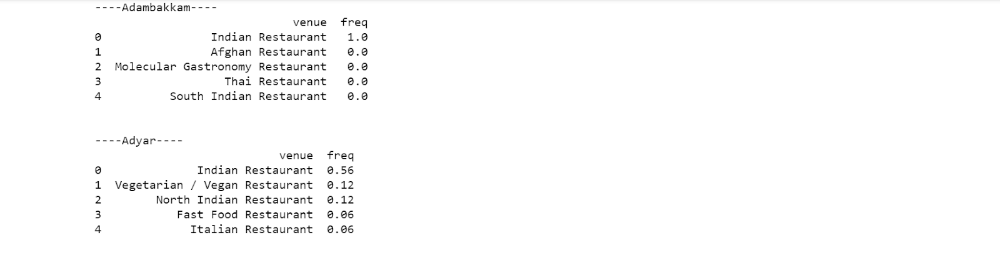 ----Adambakkam----
venue freq
0 Indian Restaurant 1.0
1 Afghan Restaurant 0.0
2 Molecular Gastronomy Restaurant 0.0
3 Thai Restaurant 0.0
4 South Indian Restaurant 0.0
----Adyar----
venue freq
0 Indian Restaurant 0.56
1 Vegetarian / Vegan Restaurant 0.12
2 North Indian Restaurant 0.12
3 Fast Food Restaurant 0.06
4 Italian Restaurant 0.06